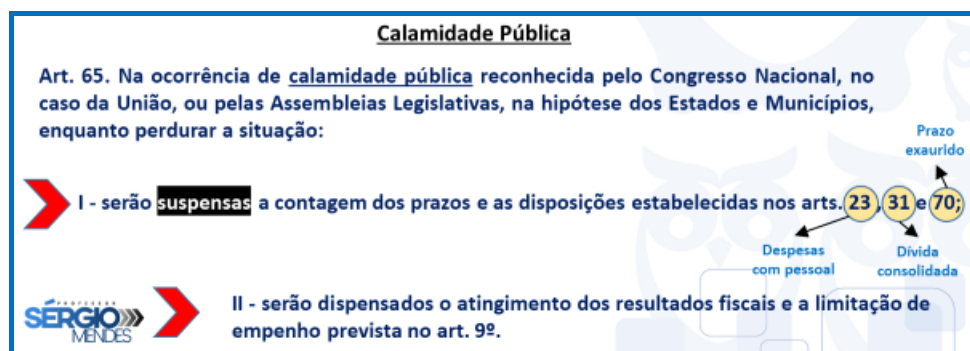 Calamidade Pública
Art. 65. Na ocorrência de calamidade pública reconhecida pelo Congresso Nacional, no
caso da União, ou pelas Assembleias Legislativas, na hipótese dos Estados e Municípios,
enquanto perdurar a situação:
Prazo
exaurido
I - serão suspensas a contagem dos prazos e as disposições estabelecidas nos arts. 23 , 31 e 70;
Despesas
com pessoal
Dívida
consolidada
II - serão dispensados o atingimento dos resultados fiscais e a limitação de
empenho prevista no art. 9º.
PROFESSOR
SÉRGIO
MENDES